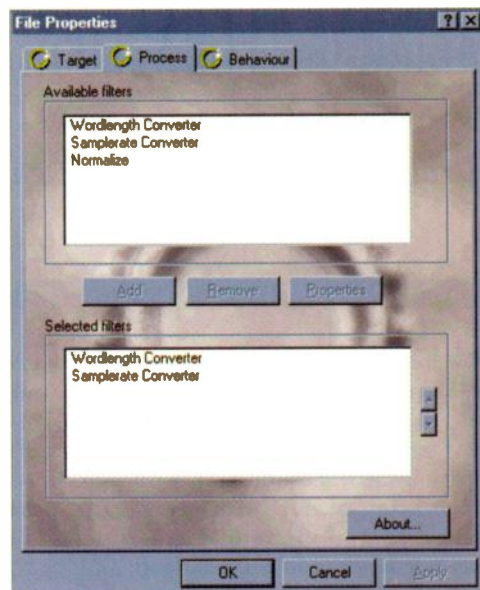 File Properties
Target Process Behaviour
Available filters
Wordlength Converter
Samplerate Converter
Normalize
Add Remove Properties
Selected filters
Wordlength Converter
Samplerate Converter
About...
OK Cancel Apply